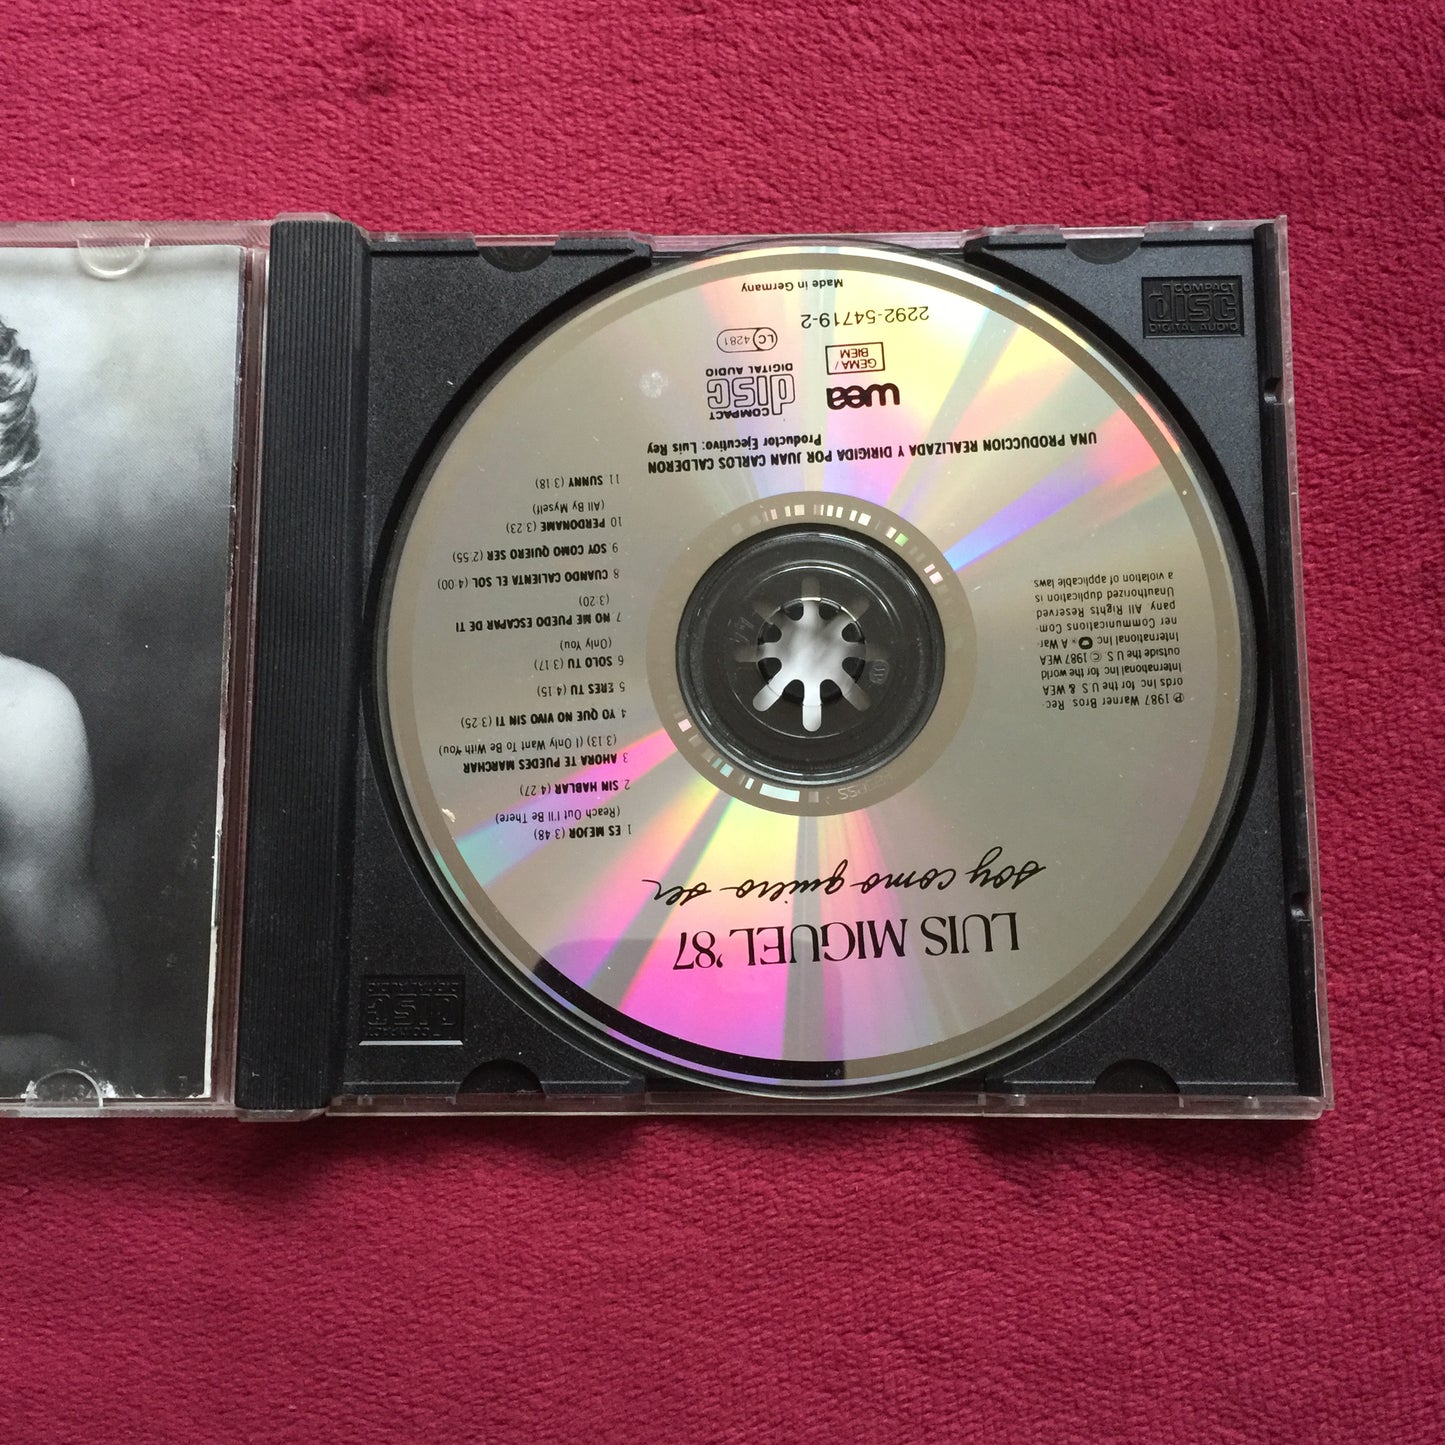 LUIS MIGUEL '87
soy como quiero ser
1. ES MEJOR (3:48)
(Reach Out I'll Be There)
2. SIN HABLAR (4:27)
3. AHORA TE PUEDES MARCHAR
(3:13) (I Only Want To Be With You)
4. YO QUE NO VIVO SIN TI (3:25)
5. ERES TU (4:15)
6. SOLO TU (3:17)
(Only You)
7. NO ME PUEDO ESCAPAR DE TI
(3:20)
8. CUANDO CALIENTA EL SOL (4:00)
9. SOY COMO QUIERO SER (2:55)
10. PERDONAME (3:23)
(All By Myself)
11. SUNNY (3:18)
℗ 1987 Warner Bros. Rec-
ords Inc. for the U.S. & WEA
International Inc. for the world
outside the U.S. © 1987 WEA
International Inc. A War-
ner Communications Com-
pany. All Rights Reserved.
Unauthorized duplication is
a violation of applicable laws.
UNA PRODUCCION REALIZADA Y DIRIGIDA POR JUAN CARLOS CALDERON
Productor Ejecutivo: Luis Rey
wea
GEMA/
BIEM
COMPACT
disc
DIGITAL AUDIO
LC 4281
2292-54719-2
Made in Germany
COMPACT
disc
DIGITAL AUDIO
COMPACT
disc
DIGITAL AUDIO